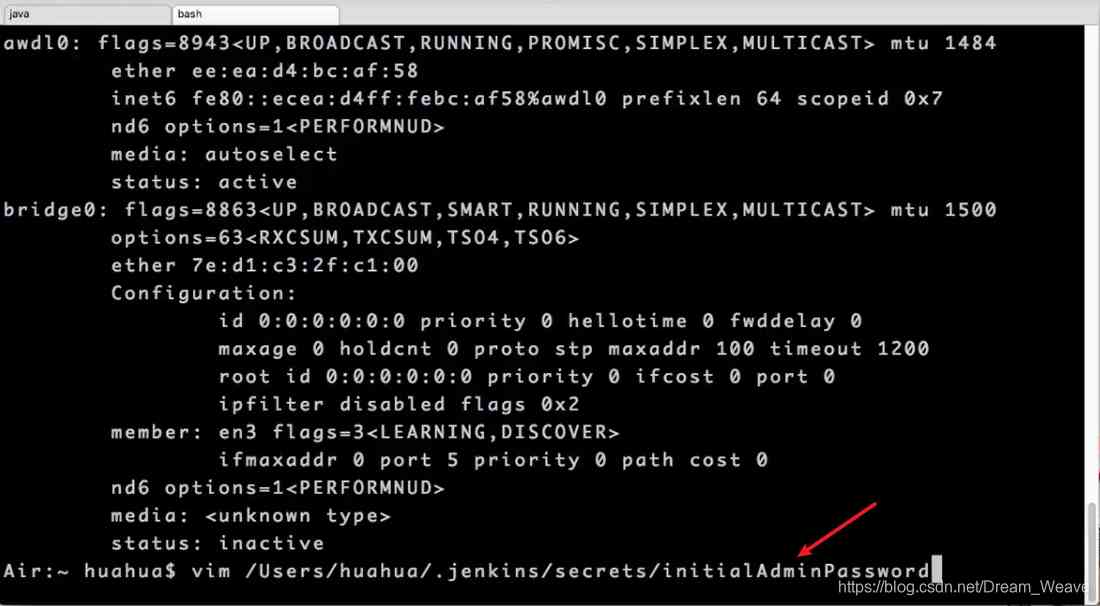 java bash
awdl0: flags=8943<UP,BROADCAST,RUNNING,PROMISC,SIMPLEX,MULTICAST> mtu 1484
ether ee:ea:d4:bc:af:58
inet6 fe80::ecea:d4ff:febc:af58%awdl0 prefixlen 64 scopeid 0x7
nd6 options=1<PERFORMNUD>
media: autoselect
status: active
bridge0: flags=8863<UP,BROADCAST,SMART,RUNNING,SIMPLEX,MULTICAST> mtu 1500
options=63<RXCSUM,TXCSUM,TSO4,TSO6>
ether 7e:d1:c3:2f:c1:00
Configuration:
id 0:0:0:0:0:0 priority 0 hellotime 0 fwddelay 0
maxage 0 holdcnt 0 proto stp maxaddr 100 timeout 1200
root id 0:0:0:0:0:0 priority 0 ifcost 0 port 0
ipfilter disabled flags 0x2
member: en3 flags=3<LEARNING,DISCOVER>
ifmaxaddr 0 port 5 priority 0 path cost 0
nd6 options=1<PERFORMNUD>
media: <unknown type>
status: inactive
Air:~ huahua$ vim /Users/huahua/.jenkins/secrets/initialAdminPassword
https://blog.csdn.net/Dream_Weave